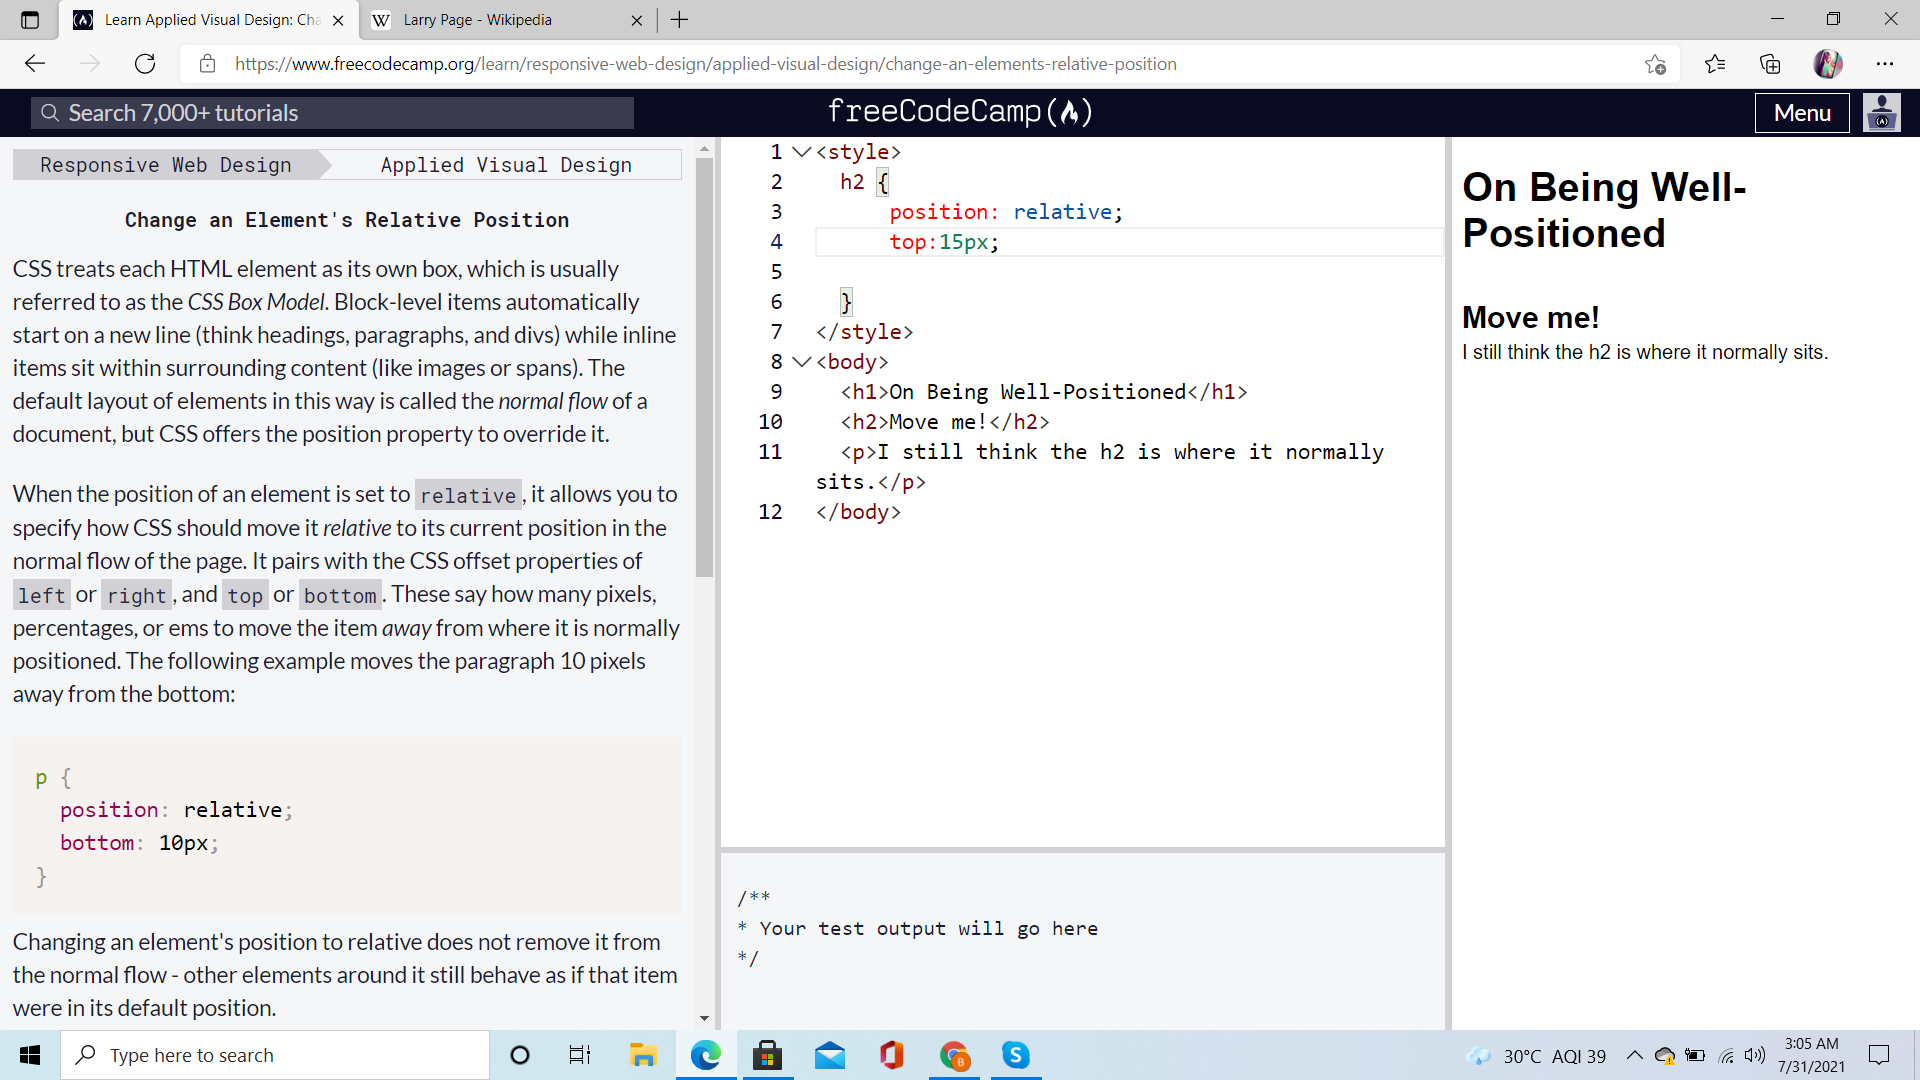 Learn Applied Visual Design: Cha
Larry Page - Wikipedia
https://www.freecodecamp.org/learn/responsive-web-design/applied-visual-design/change-an-elements-relative-position
Search 7,000+ tutorials
freeCodeCamp
Menu
Responsive Web Design
Applied Visual Design
Change an Element's Relative Position
CSS treats each HTML element as its own box, which is usually
referred to as the CSS Box Model. Block-level items automatically
start on a new line (think headings, paragraphs, and divs) while inline
items sit within surrounding content (like images or spans). The
default layout of elements in this way is called the normal flow of a
document, but CSS offers the position property to override it.
When the position of an element is set to relative, it allows you to
specify how CSS should move it relative to its current position in the
normal flow of the page. It pairs with the CSS offset properties of
left or right, and top or bottom. These say how many pixels,
percentages, or ems to move the item away from where it is normally
positioned. The following example moves the paragraph 10 pixels
away from the bottom:
p {
position: relative;
bottom: 10px;
}
Changing an element's position to relative does not remove it from
the normal flow - other elements around it still behave as if that item
were in its default position.
1 <style>
2 h2 {
3 position: relative;
4 top:15px;
5
6 }
7 </style>
8 <body>
9 <h1>On Being Well-Positioned</h1>
10 <h2>Move me!</h2>
11 <p>I still think the h2 is where it normally
sits.</p>
12 </body>
/**
* Your test output will go here
*/
On Being Well-
Positioned
Move me!
I still think the h2 is where it normally sits.
Type here to search
30°C AQI 39
3:05 AM
7/31/2021